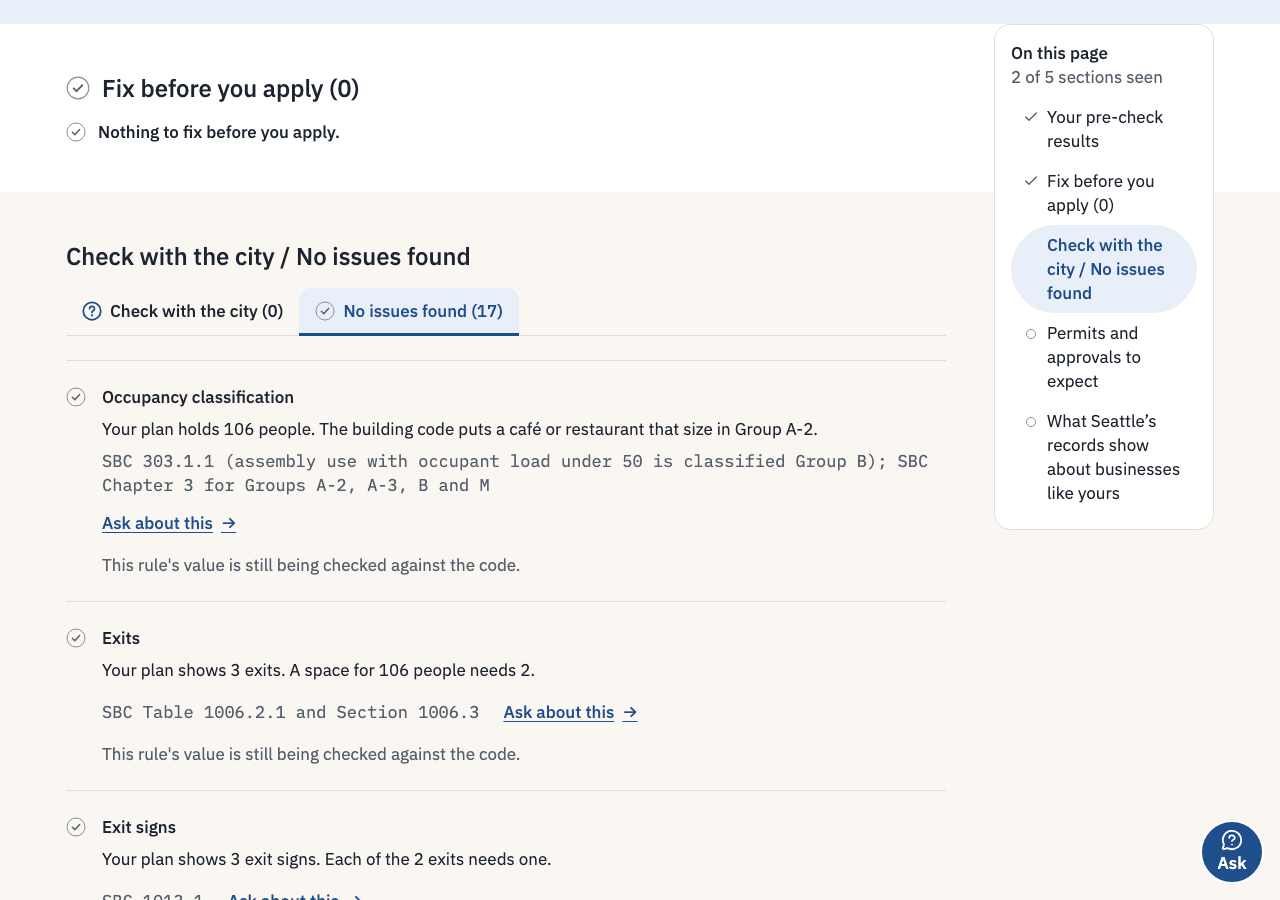 Fix before you apply (0)
Nothing to fix before you apply.
Check with the city / No issues found
Check with the city (0)
No issues found (17)
Occupancy classification
Your plan holds 106 people. The building code puts a café or restaurant that size in Group A-2.
SBC 303.1.1 (assembly use with occupant load under 50 is classified Group B); SBC
Chapter 3 for Groups A-2, A-3, B and M
Ask about this →
This rule's value is still being checked against the code.
Exits
Your plan shows 3 exits. A space for 106 people needs 2.
SBC Table 1006.2.1 and Section 1006.3 Ask about this →
This rule's value is still being checked against the code.
Exit signs
Your plan shows 3 exit signs. Each of the 2 exits needs one.
SBC 1013.1 Ask about this →
On this page
2 of 5 sections seen
Your pre-check
results
Fix before you
apply (0)
Check with the
city / No issues
found
Permits and
approvals to
expect
What Seattle’s
records show
about businesses
like yours
Ask